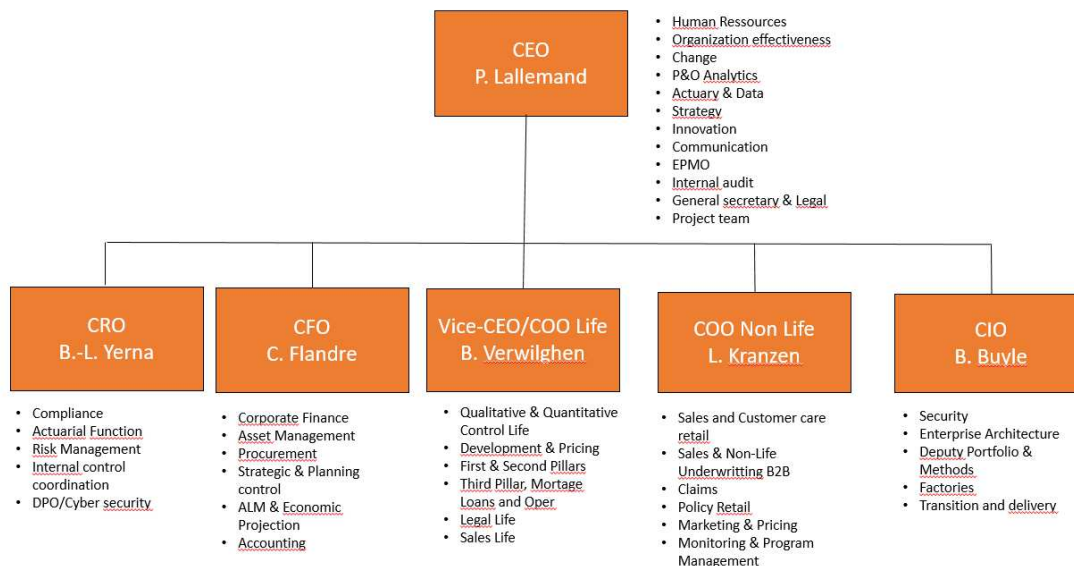 CEO
P. Lallemand
• Human Ressources
• Organization effectiveness
• Change
• P&O Analytics
• Actuary & Data
• Strategy
• Innovation
• Communication
• EPMO
• Internal audit
• General secretary & Legal
• Project team
CRO
B.-L. Yerna
• Compliance
• Actuarial Function
• Risk Management
• Internal control
coordination
• DPO/Cyber security
CFO
C. Flandre
• Corporate Finance
• Asset Management
• Procurement
• Strategic & Planning
control
• ALM & Economic
Projection
• Accounting
Vice-CEO/COO Life
B. Verwilghen
• Qualitative & Quantitative
Control Life
• Development & Pricing
• First & Second Pillars
• Third Pillar, Mortage
Loans and Oper
• Legal Life
• Sales Life
COO Non Life
L. Kranzen
• Sales and Customer care
retail
• Sales & Non-Life
Underwritting B2B
• Claims
• Policy Retail
• Marketing & Pricing
• Monitoring & Program
Management
CIO
B. Buyle
• Security
• Enterprise Architecture
• Deputy Portfolio &
Methods
• Factories
• Transition and delivery